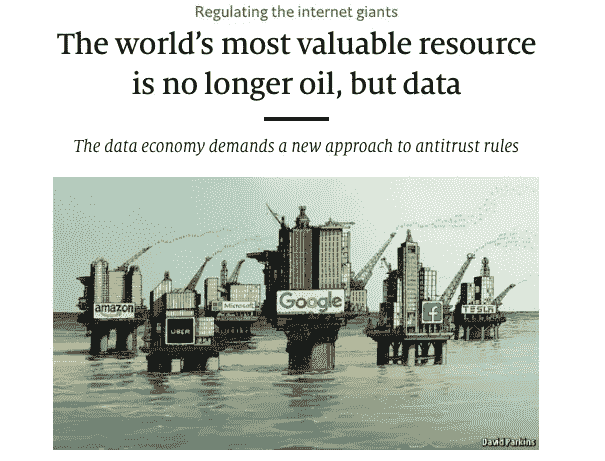 Regulating the internet giants
The world’s most valuable resource
is no longer oil, but data
The data economy demands a new approach to antitrust rules
amazon
UBER
Microsoft
Google
f
TESLA
David Parkins